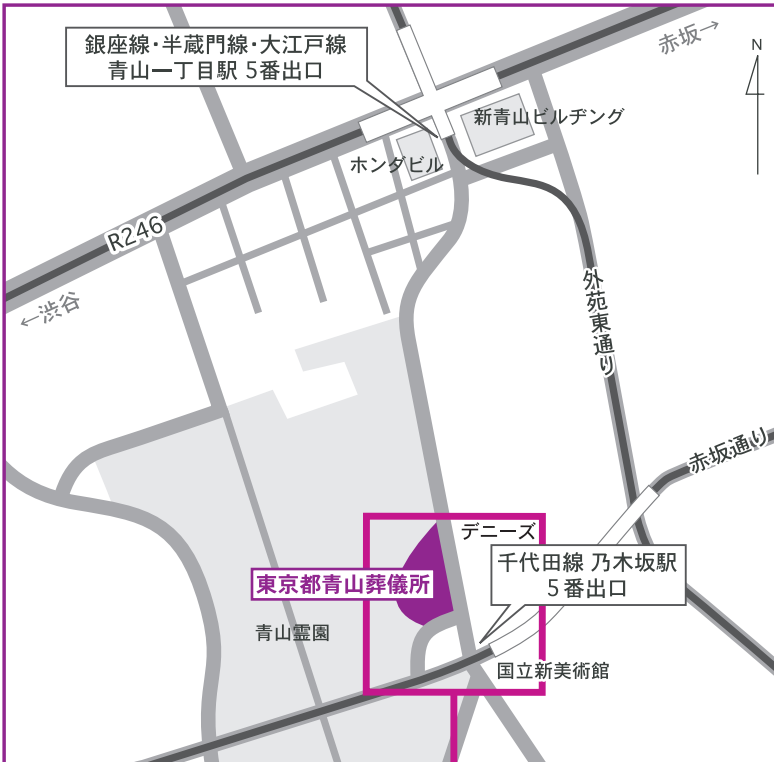 銀座線・半蔵門線・大江戸線
青山一丁目駅 5番出口
赤坂→
N
新青山ビルヂング
ホンダビル
R246
←渋谷
外苑東通り
赤坂通り
デニーズ
千代田線 乃木坂駅
5番出口
東京都青山葬儀所
青山霊園
国立新美術館